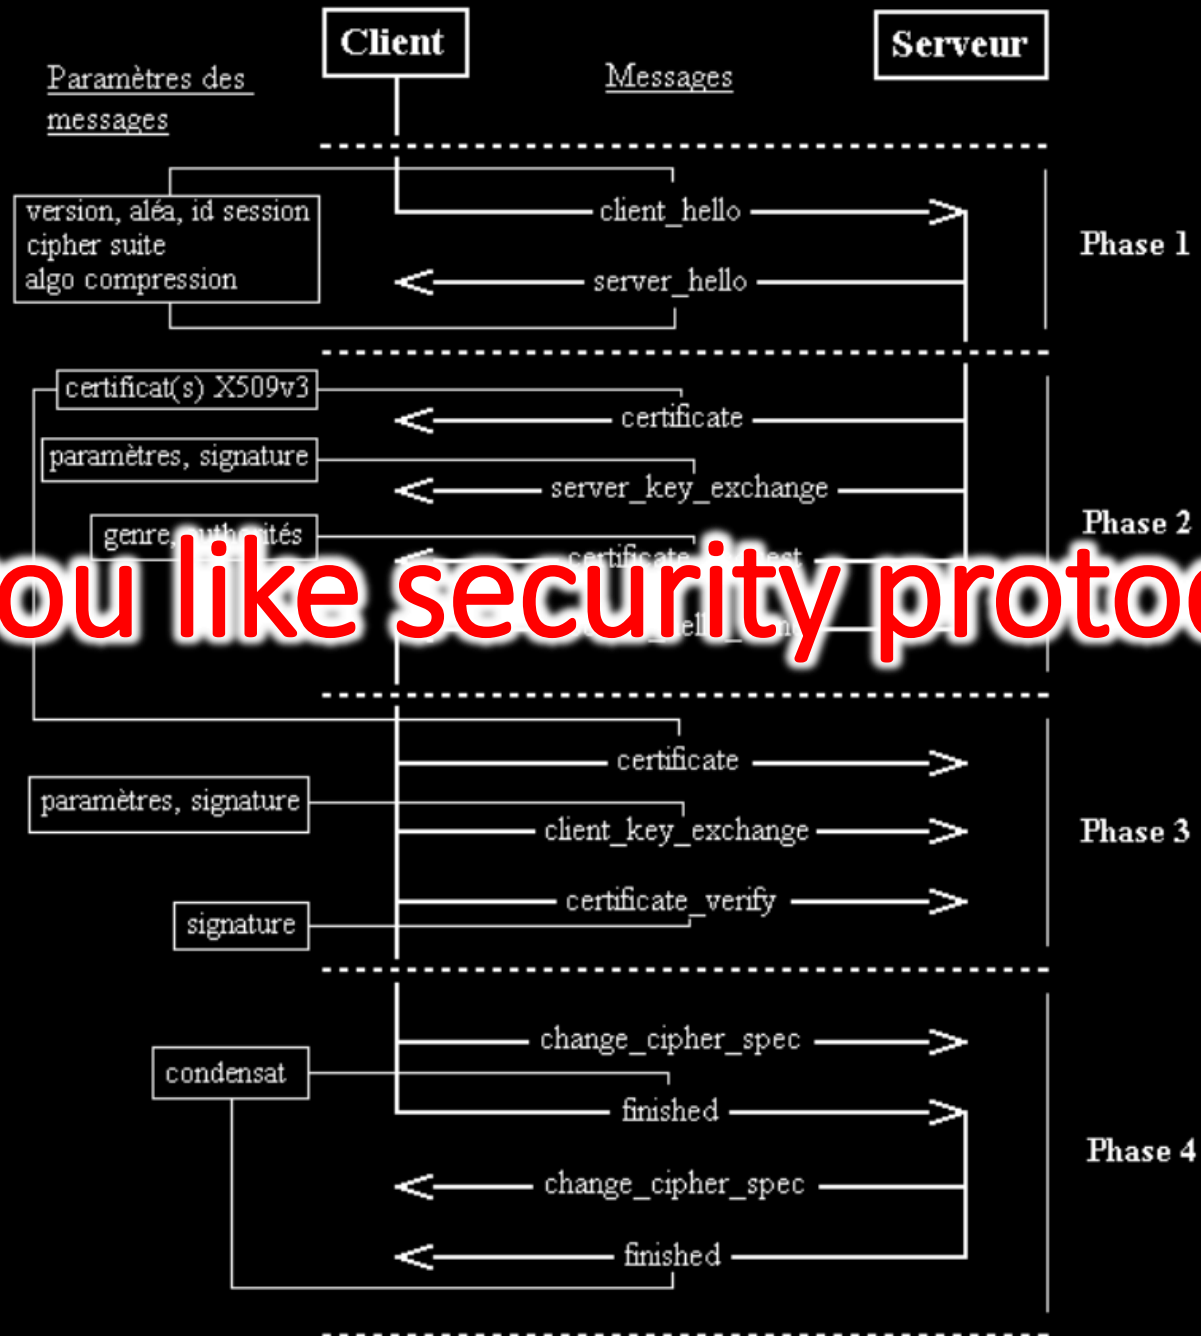 Client
Serveur
Paramètres des
messages
Messages
version, aléa, id session
cipher suite
algo compression
client_hello
server_hello
Phase 1
certificat(s) X509v3
certificate
paramètres, signature
server_key_exchange
Phase 2
genre,
ou like security protoc
certificate
paramètres, signature
client_key_exchange
Phase 3
certificate_verify
signature
change_cipher_spec
condensat
finished
Phase 4
change_cipher_spec
finished